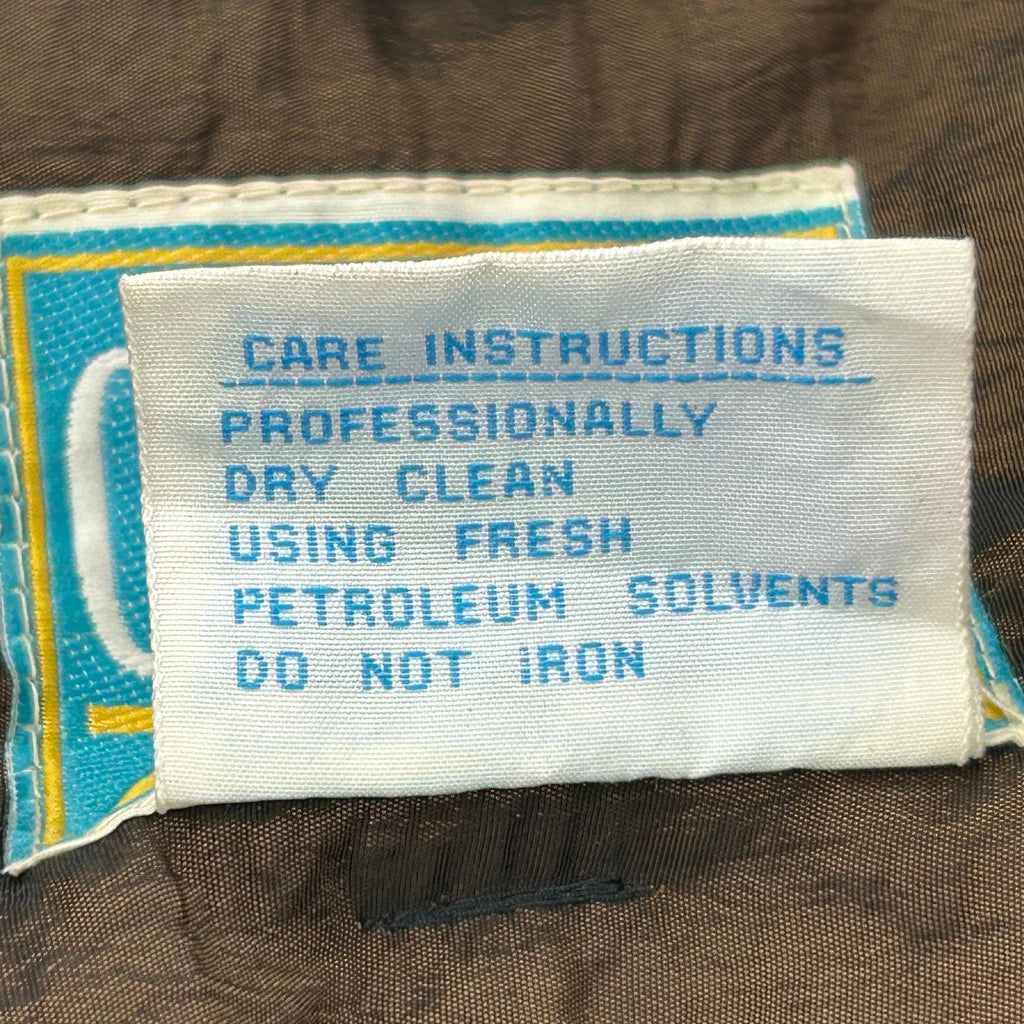 CARE INSTRUCTIONS
PROFESSIONALLY
DRY CLEAN
USING FRESH
PETROLEUM SOLVENTS
DO NOT IRON